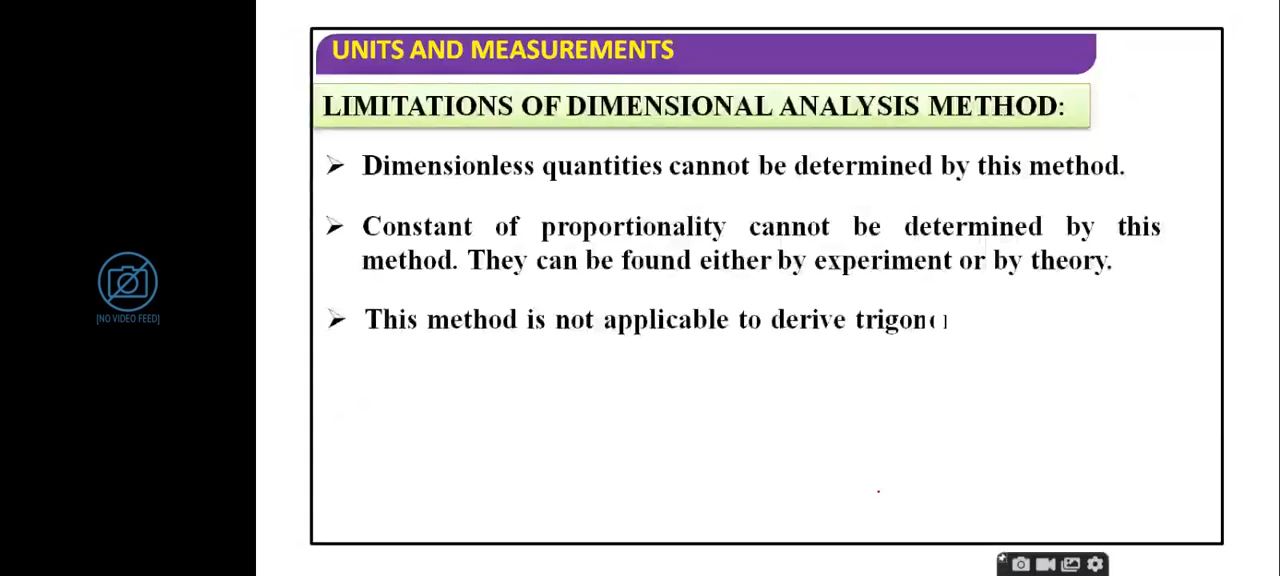 UNITS AND MEASUREMENTS
LIMITATIONS OF DIMENSIONAL ANALYSIS METHOD:
➢ Dimensionless quantities cannot be determined by this method.
➢ Constant of proportionality cannot be determined by this
method. They can be found either by experiment or by theory.
➢ This method is not applicable to derive
[NO VIDEO FEED]